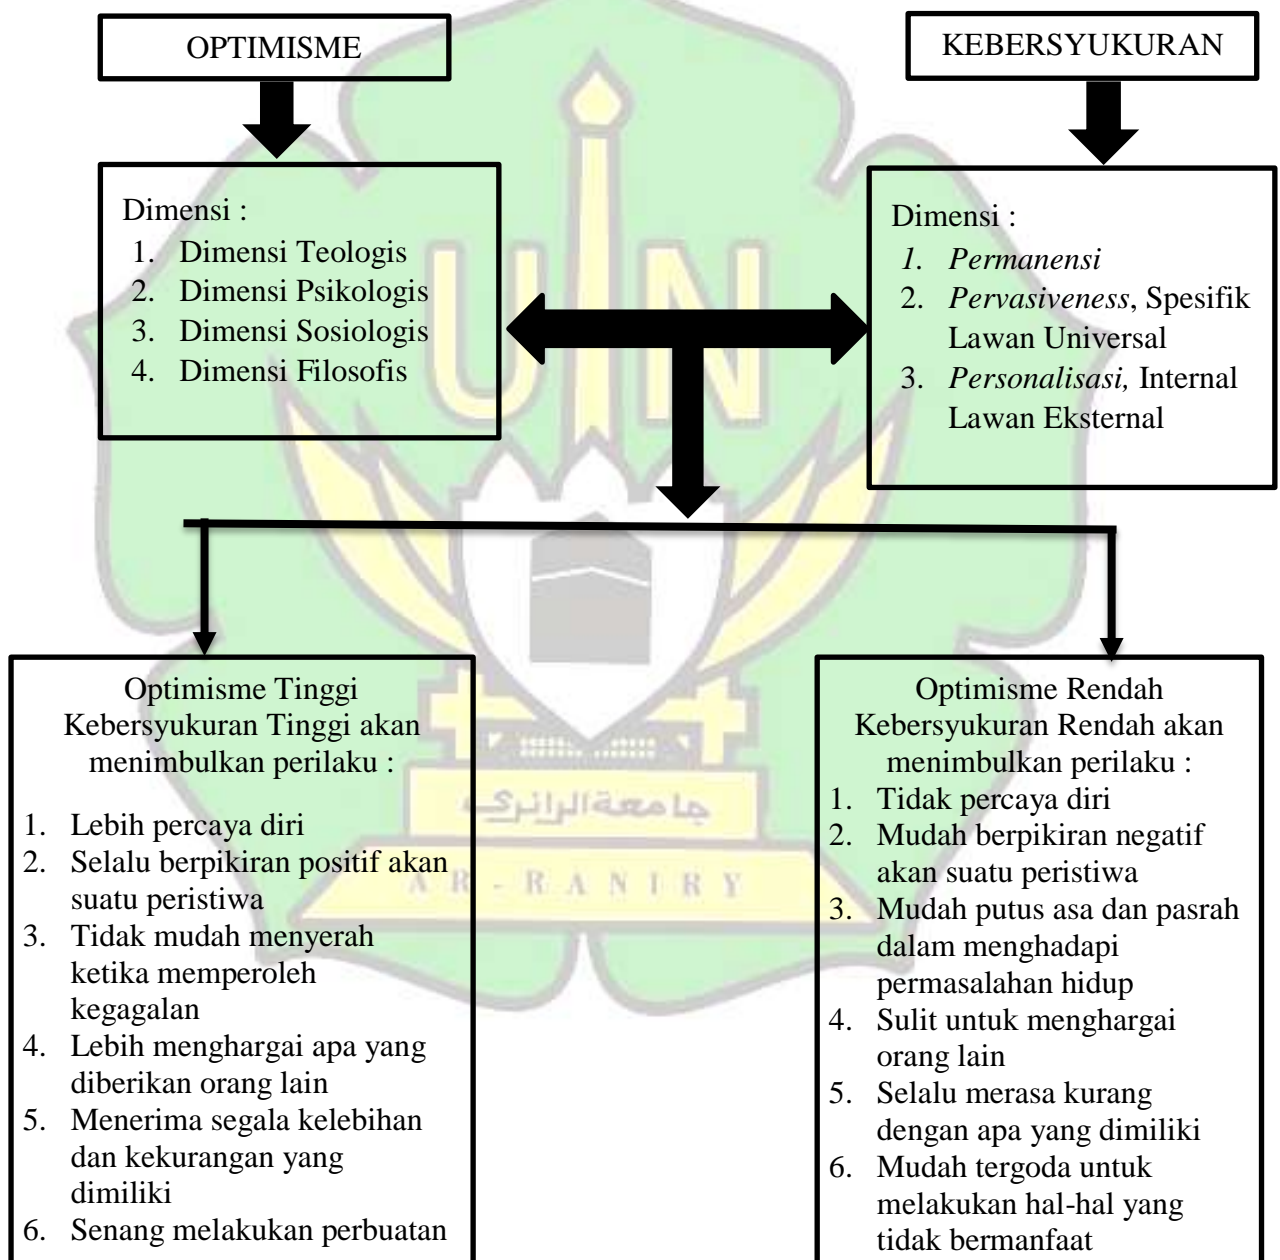 OPTIMISME
KEBERSYUKURAN
Dimensi :
1. Dimensi Teologis
2. Dimensi Psikologis
3. Dimensi Sosiologis
4. Dimensi Filosofis
Dimensi :
1. Permanensi
2. Pervasiveness, Spesifik
Lawan Universal
3. Personalisasi, Internal
Lawan Eksternal
UIN
Optimisme Tinggi
Kebersyukuran Tinggi akan
menimbulkan perilaku :
1. Lebih percaya diri
2. Selalu berpikiran positif akan
suatu peristiwa
3. Tidak mudah menyerah
ketika memperoleh
kegagalan
4. Lebih menghargai apa yang
diberikan orang lain
5. Menerima segala kelebihan
dan kekurangan yang
dimiliki
6. Senang melakukan perbuatan
Optimisme Rendah
Kebersyukuran Rendah akan
menimbulkan perilaku :
1. Tidak percaya diri
2. Mudah berpikiran negatif
akan suatu peristiwa
3. Mudah putus asa dan pasrah
dalam menghadapi
permasalahan hidup
4. Sulit untuk menghargai
orang lain
5. Selalu merasa kurang
dengan apa yang dimiliki
6. Mudah tergoda untuk
melakukan hal-hal yang
tidak bermanfaat
جامعة الرانري
AR-RANIRY